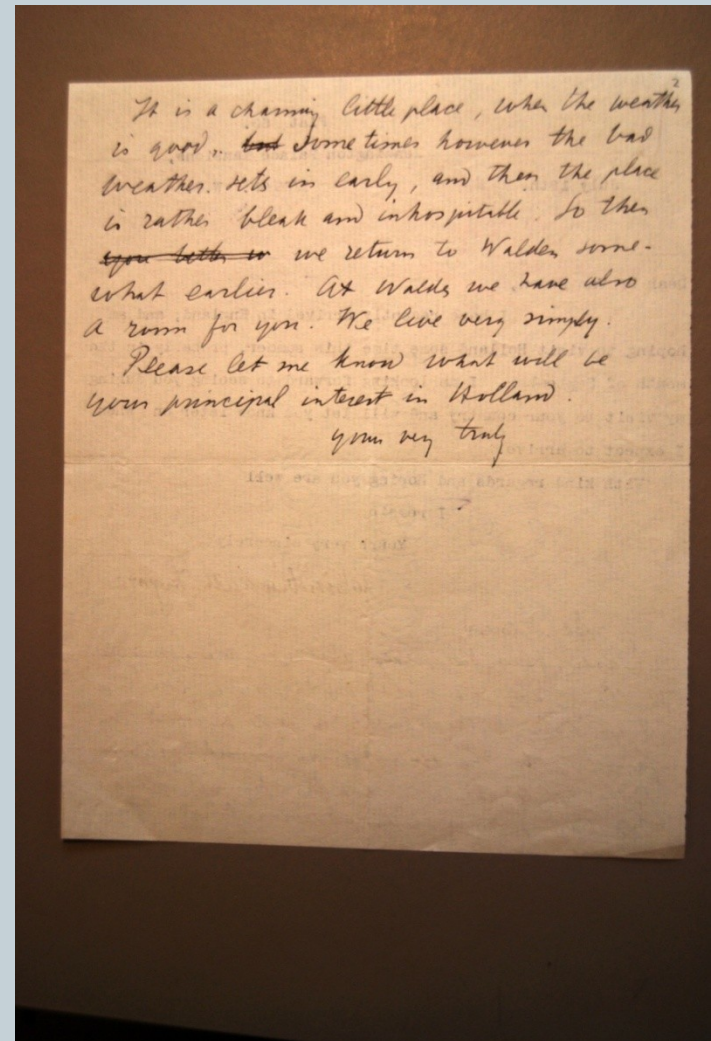 2
It is a charming little place, when the weather
is good. but Sometimes however the bad
weather sets in early, and then the place
is rather bleak and inhospitable. So then
we return to Walden some-
what earlier. At Walden we have also
a room for you. We live very simply.
Please let me know what will be
your principal interest in Holland.
yours very truly